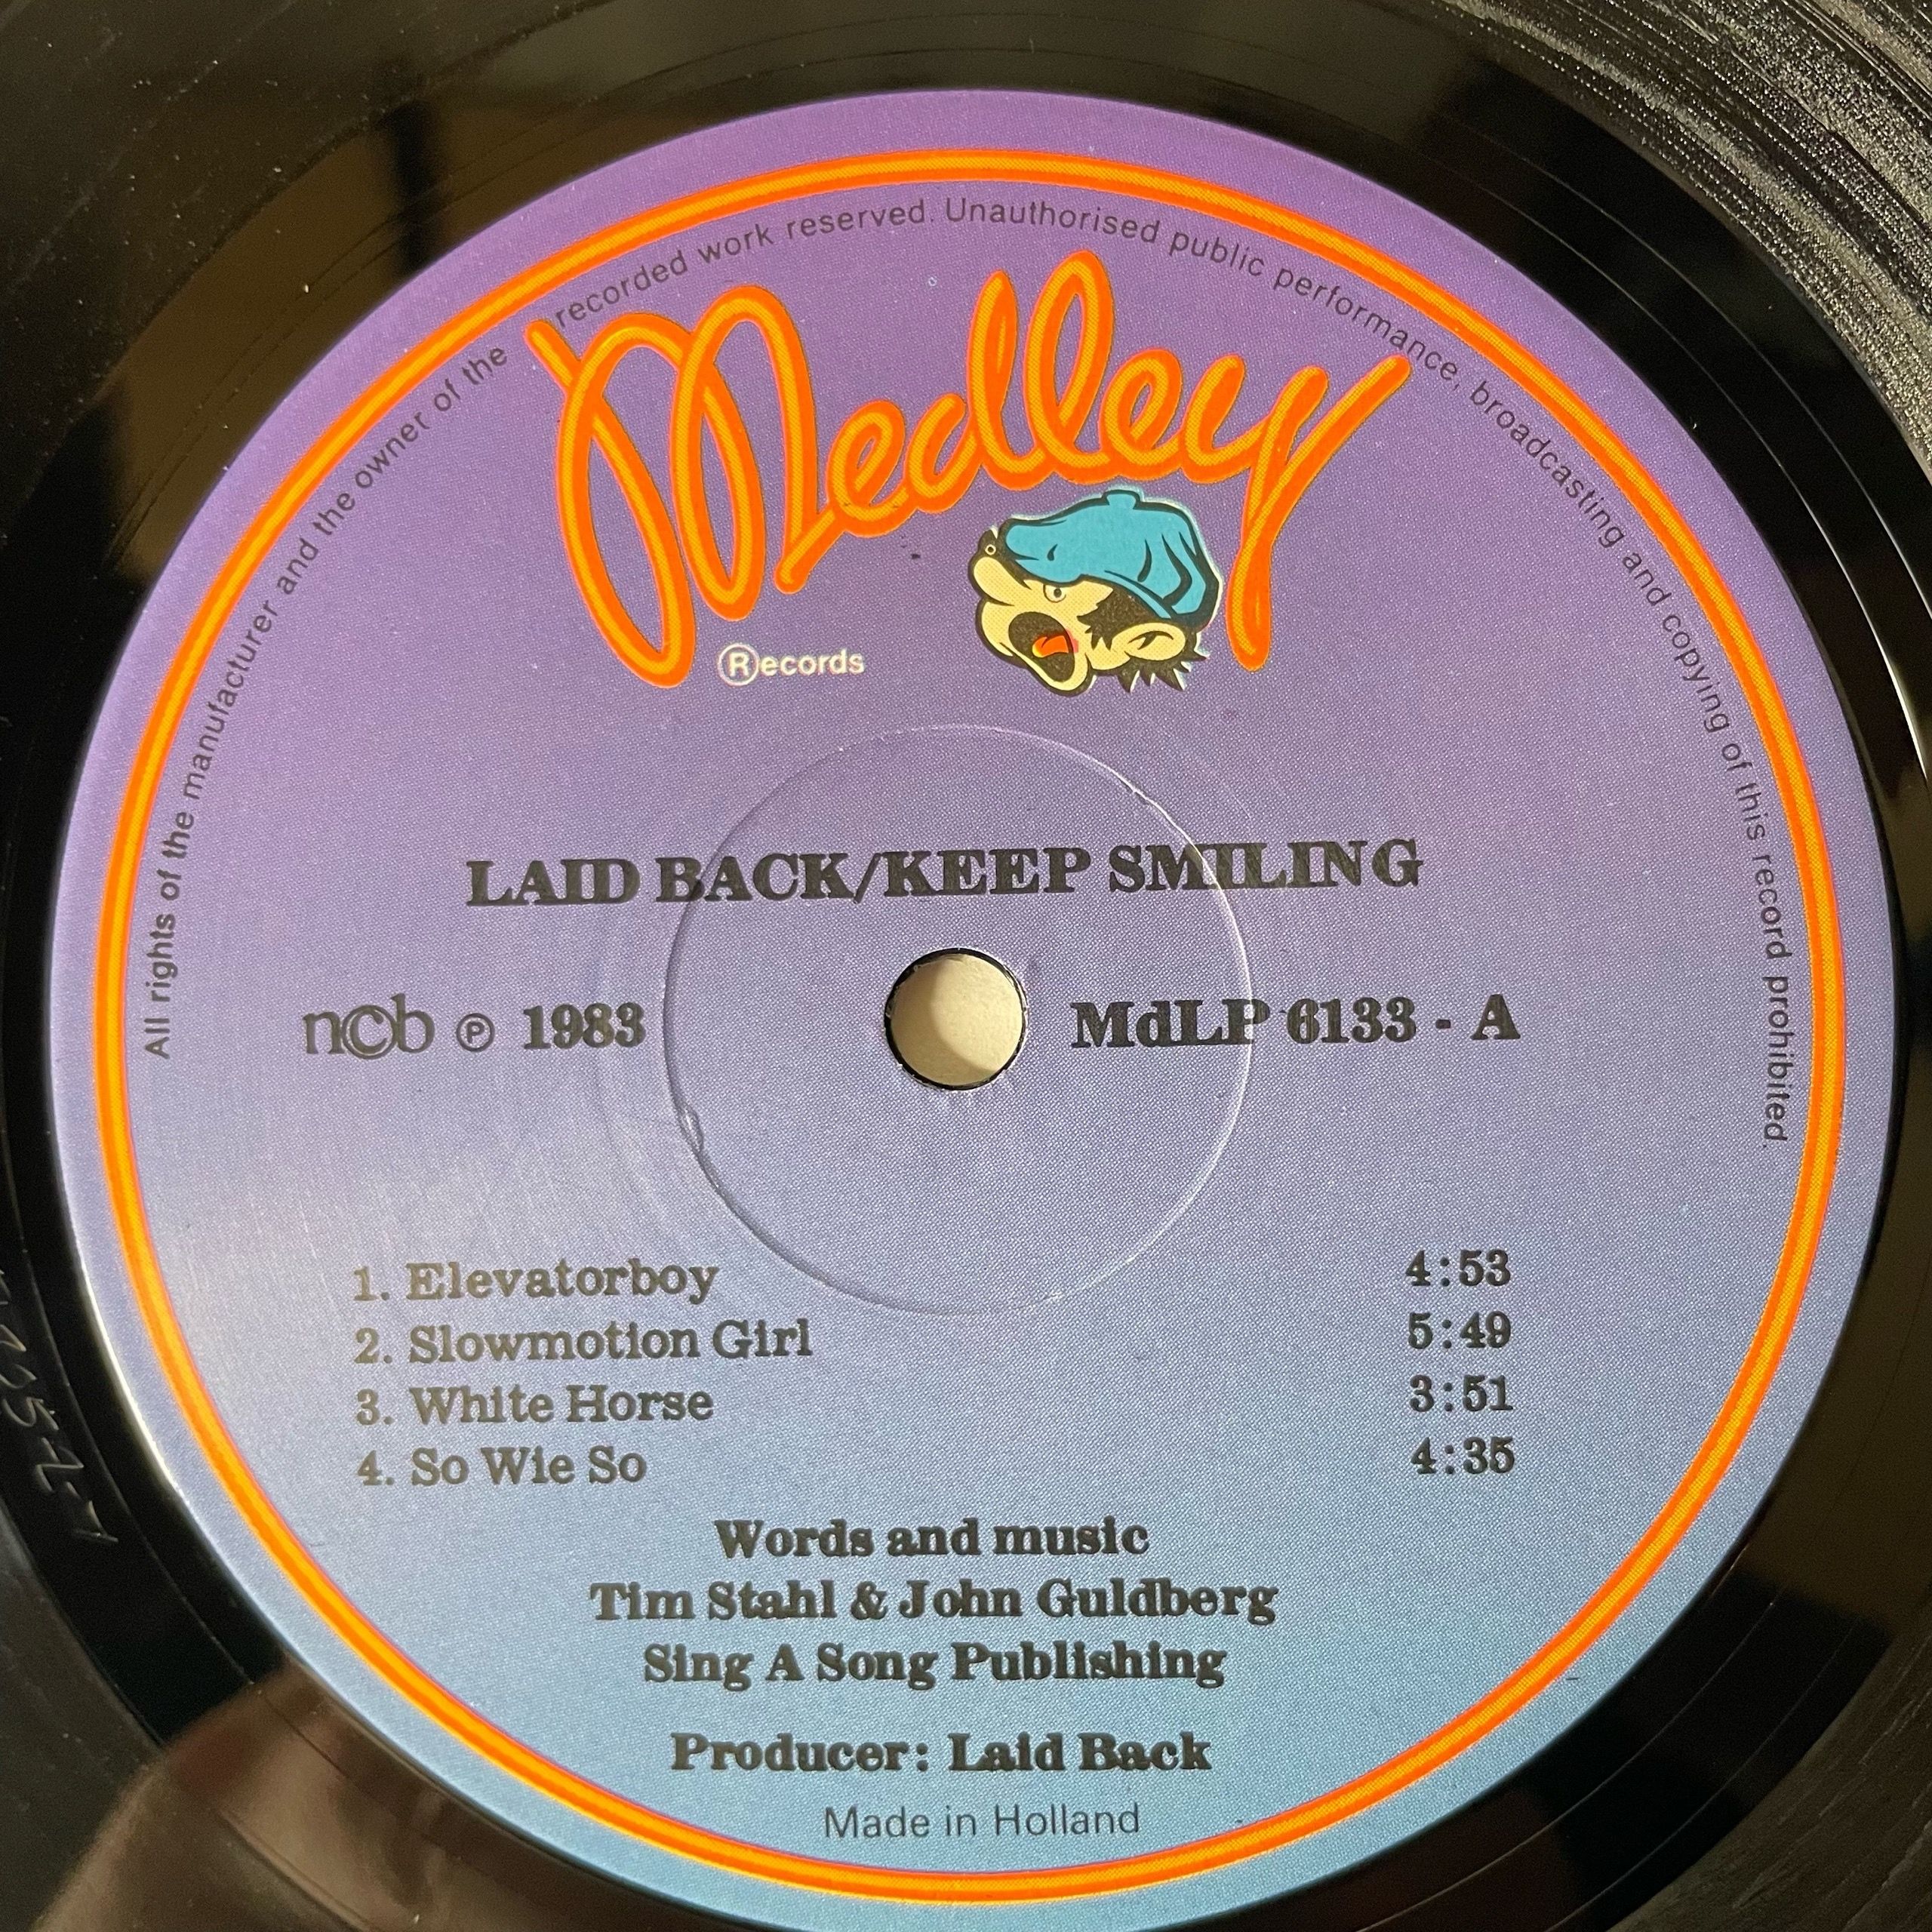 All rights of the manufacturer and the owner of the recorded work reserved. Unauthorised public performance, broadcasting and copying of this record prohibited
Medley
Ⓡecords
LAID BACK/KEEP SMILING
n©b ℗ 1983
MdLP 6133 - A
1. Elevatorboy 4:53
2. Slowmotion Girl 5:49
3. White Horse 3:51
4. So Wie So 4:35
Words and music
Tim Stahl & John Guldberg
Sing A Song Publishing
Producer: Laid Back
Made in Holland